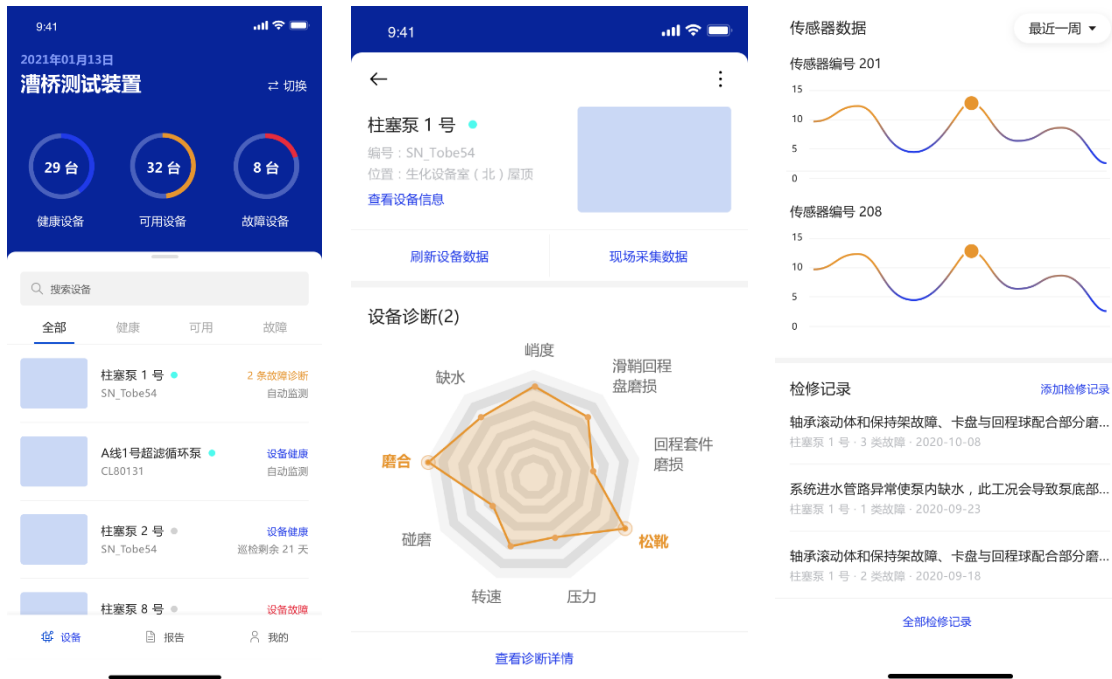 9:41
2021年01月13日
漕桥测试装置
切换
29 台
32 台
8 台
健康设备
可用设备
故障设备
搜索设备
全部
健康
可用
故障
柱塞泵 1 号
2 条故障诊断
SN_Tobe54
自动监测
A线1号超滤循环泵
设备健康
CL80131
自动监测
柱塞泵 2 号
设备健康
SN_Tobe54
巡检剩余 21 天
柱塞泵 8 号
设备故障
设备
报告
我的
9:41
柱塞泵 1 号
编号：SN_Tobe54
位置：生化设备室（北）屋顶
查看设备信息
刷新设备数据
现场采集数据
设备诊断(2)
峭度
滑鞘回程
盘磨损
缺水
回程套件
磨损
磨合
松靴
碰磨
转速
压力
查看诊断详情
传感器数据
最近一周
传感器编号 201
15
10
5
0
传感器编号 208
15
10
5
0
检修记录
添加检修记录
轴承滚动体和保持架故障、卡盘与回程球配合部分磨...
柱塞泵 1 号 · 3 类故障 · 2020-10-08
系统进水管路异常使泵内缺水，此工况会导致泵底部...
柱塞泵 1 号 · 1 类故障 · 2020-09-23
轴承滚动体和保持架故障、卡盘与回程球配合部分磨...
柱塞泵 1 号 · 2 类故障 · 2020-09-18
全部检修记录